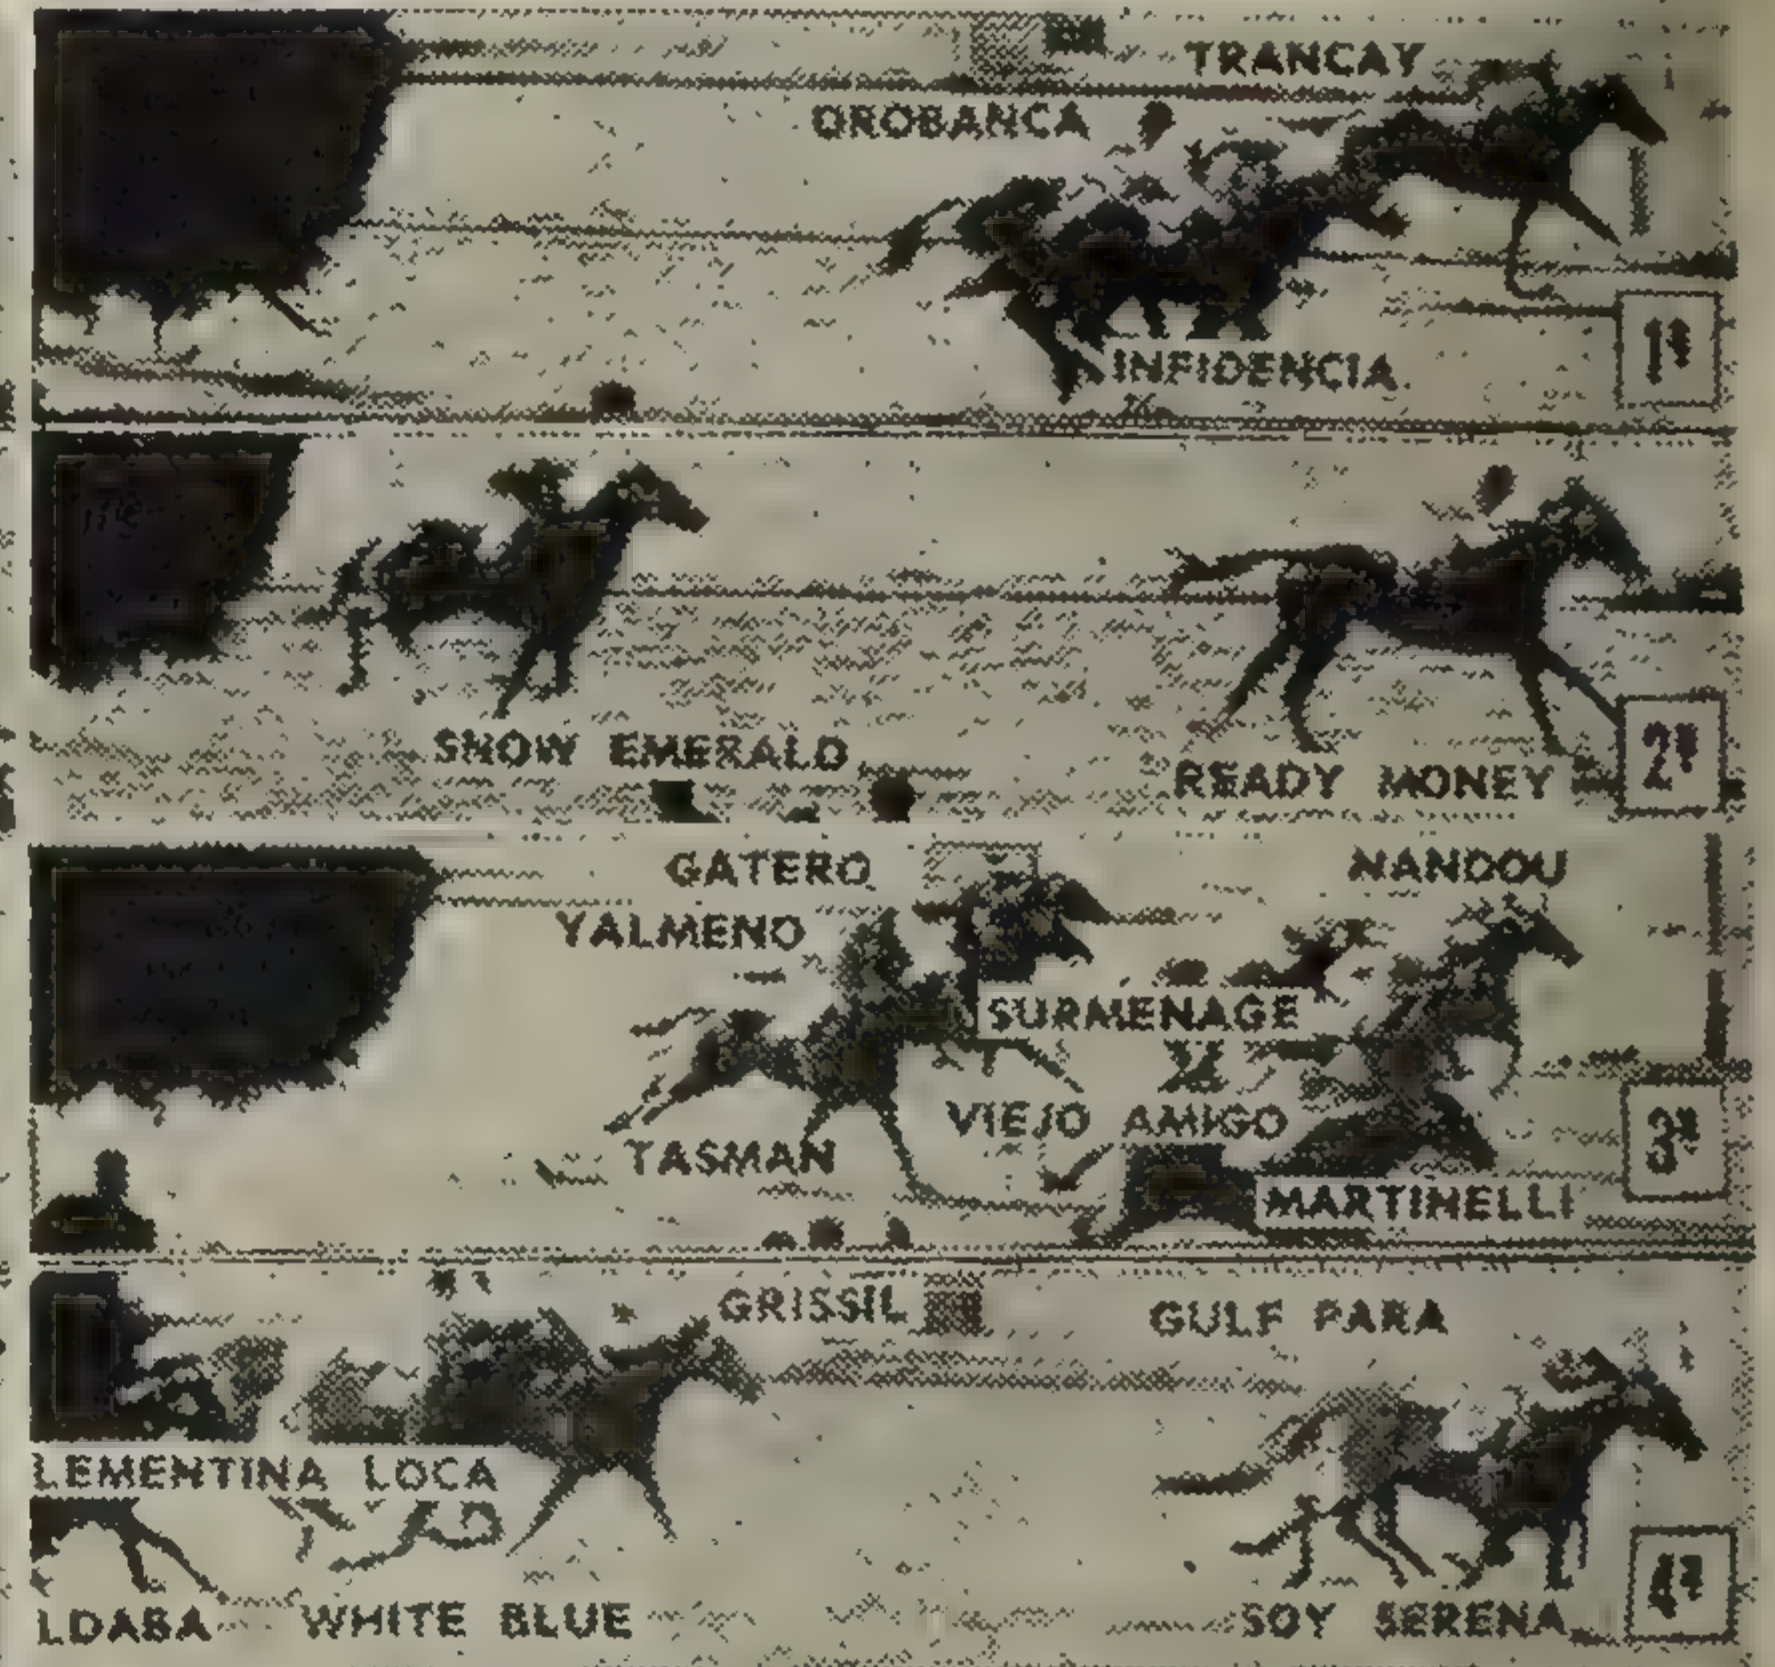 TRANCAY
OROBANCA
INFIDENCIA
1ª
SNOW EMERALD
READY MONEY
2ª
GATERO
NANDOU
YALMENO
SURMENAGE
VIEJO AMIGO
TASMAN
MARTINELLI
3ª
GRISSIL
GULF PARA
LEMENTINA LOCA
LDABA
WHITE BLUE
SOY SERENA
4ª